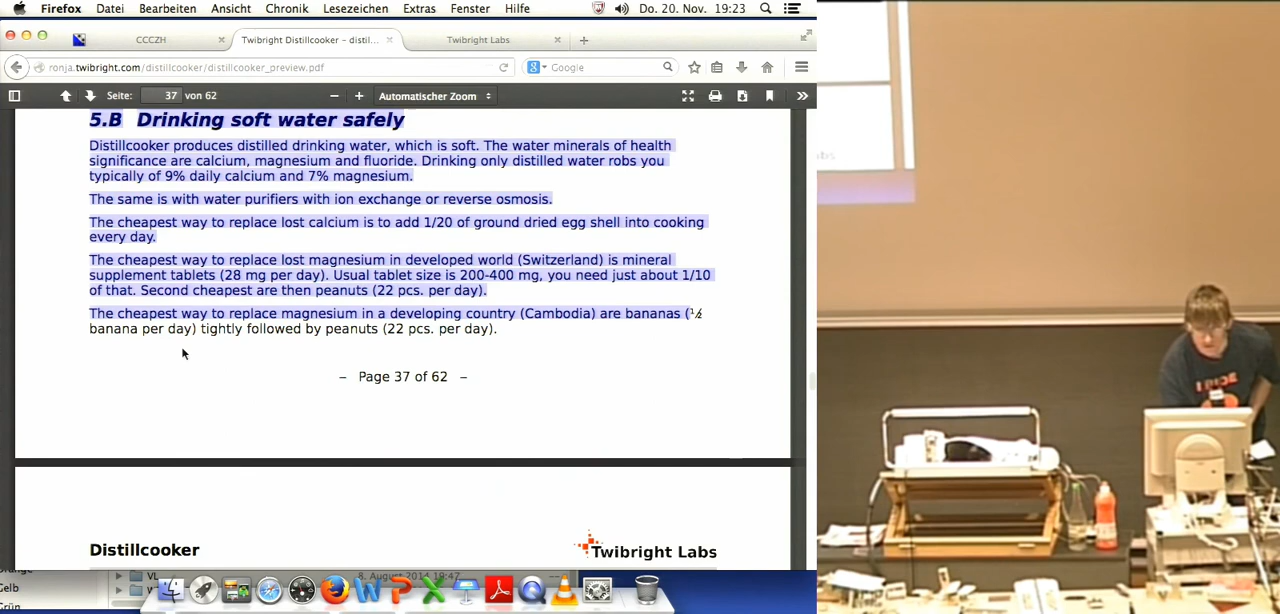 Firefox Datei Bearbeiten Ansicht Chronik Lesezeichen Extras Fenster Hilfe Do. 20. Nov. 19:23
CCCZH Twibright Distillcooker – distil... Twibright Labs
ronja.twibright.com/distillcooker/distillcooker_preview.pdf Google
Seite: 37 von 62 Automatischer Zoom
5.B Drinking soft water safely
Distillcooker produces distilled drinking water, which is soft. The water minerals of health
significance are calcium, magnesium and fluoride. Drinking only distilled water robs you
typically of 9% daily calcium and 7% magnesium.
The same is with water purifiers with ion exchange or reverse osmosis.
The cheapest way to replace lost calcium is to add 1/20 of ground dried egg shell into cooking
every day.
The cheapest way to replace lost magnesium in developed world (Switzerland) is mineral
supplement tablets (28 mg per day). Usual tablet size is 200-400 mg, you need just about 1/10
of that. Second cheapest are then peanuts (22 pcs. per day).
The cheapest way to replace magnesium in a developing country (Cambodia) are bananas (½
banana per day) tightly followed by peanuts (22 pcs. per day).
– Page 37 of 62 –
Distillcooker Twibright Labs
VL 8. August 2014 19:47
Gelb
Grün